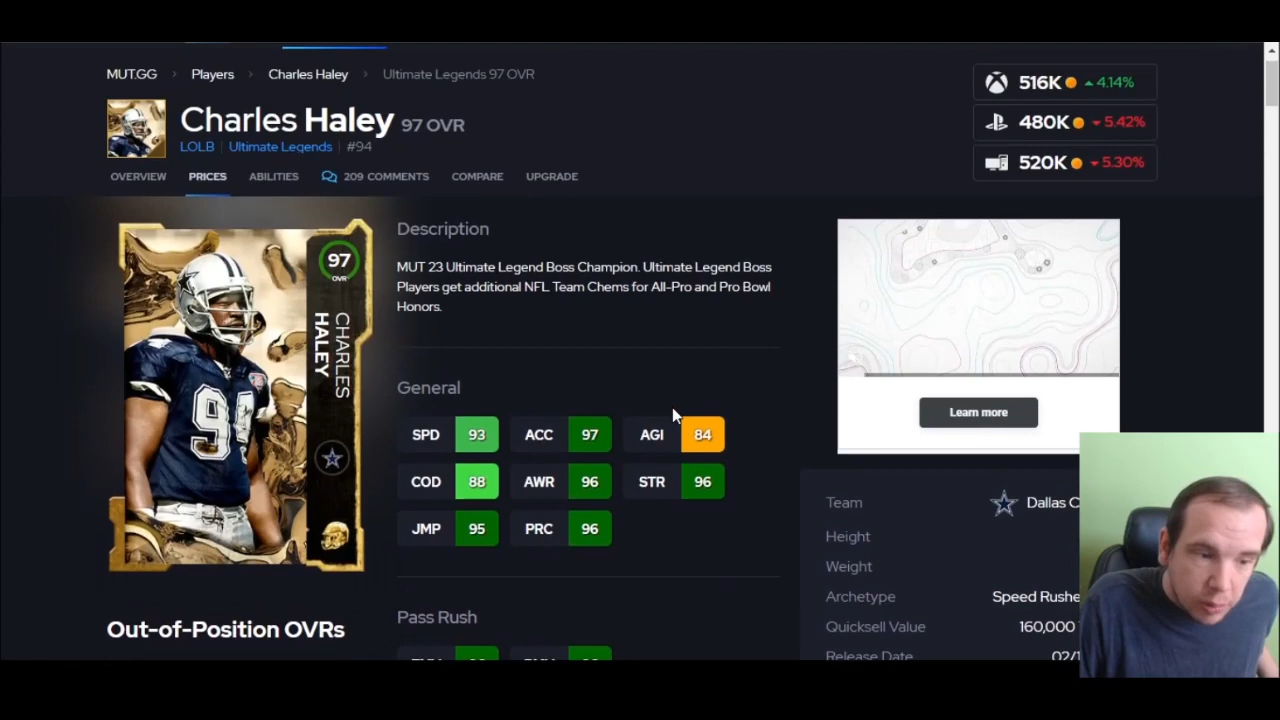 MUT.GG > Players > Charles Haley > Ultimate Legends 97 OVR
Charles Haley 97 OVR
LOLB | Ultimate Legends | #94
516K 4.14%
480K 5.42%
520K 5.30%
OVERVIEW PRICES ABILITIES 209 COMMENTS COMPARE UPGRADE
97
OVR
CHARLES
HALEY
94
Description
MUT 23 Ultimate Legend Boss Champion. Ultimate Legend Boss
Players get additional NFL Team Chems for All-Pro and Pro Bowl
Honors.
General
SPD 93 ACC 97 AGI 84
COD 88 AWR 96 STR 96
JMP 95 PRC 96
Pass Rush
Out-of-Position OVRs
Learn more
Team Dallas C
Height
Weight
Archetype Speed Rushe
Quicksell Value 160,000
Release Date 02/1